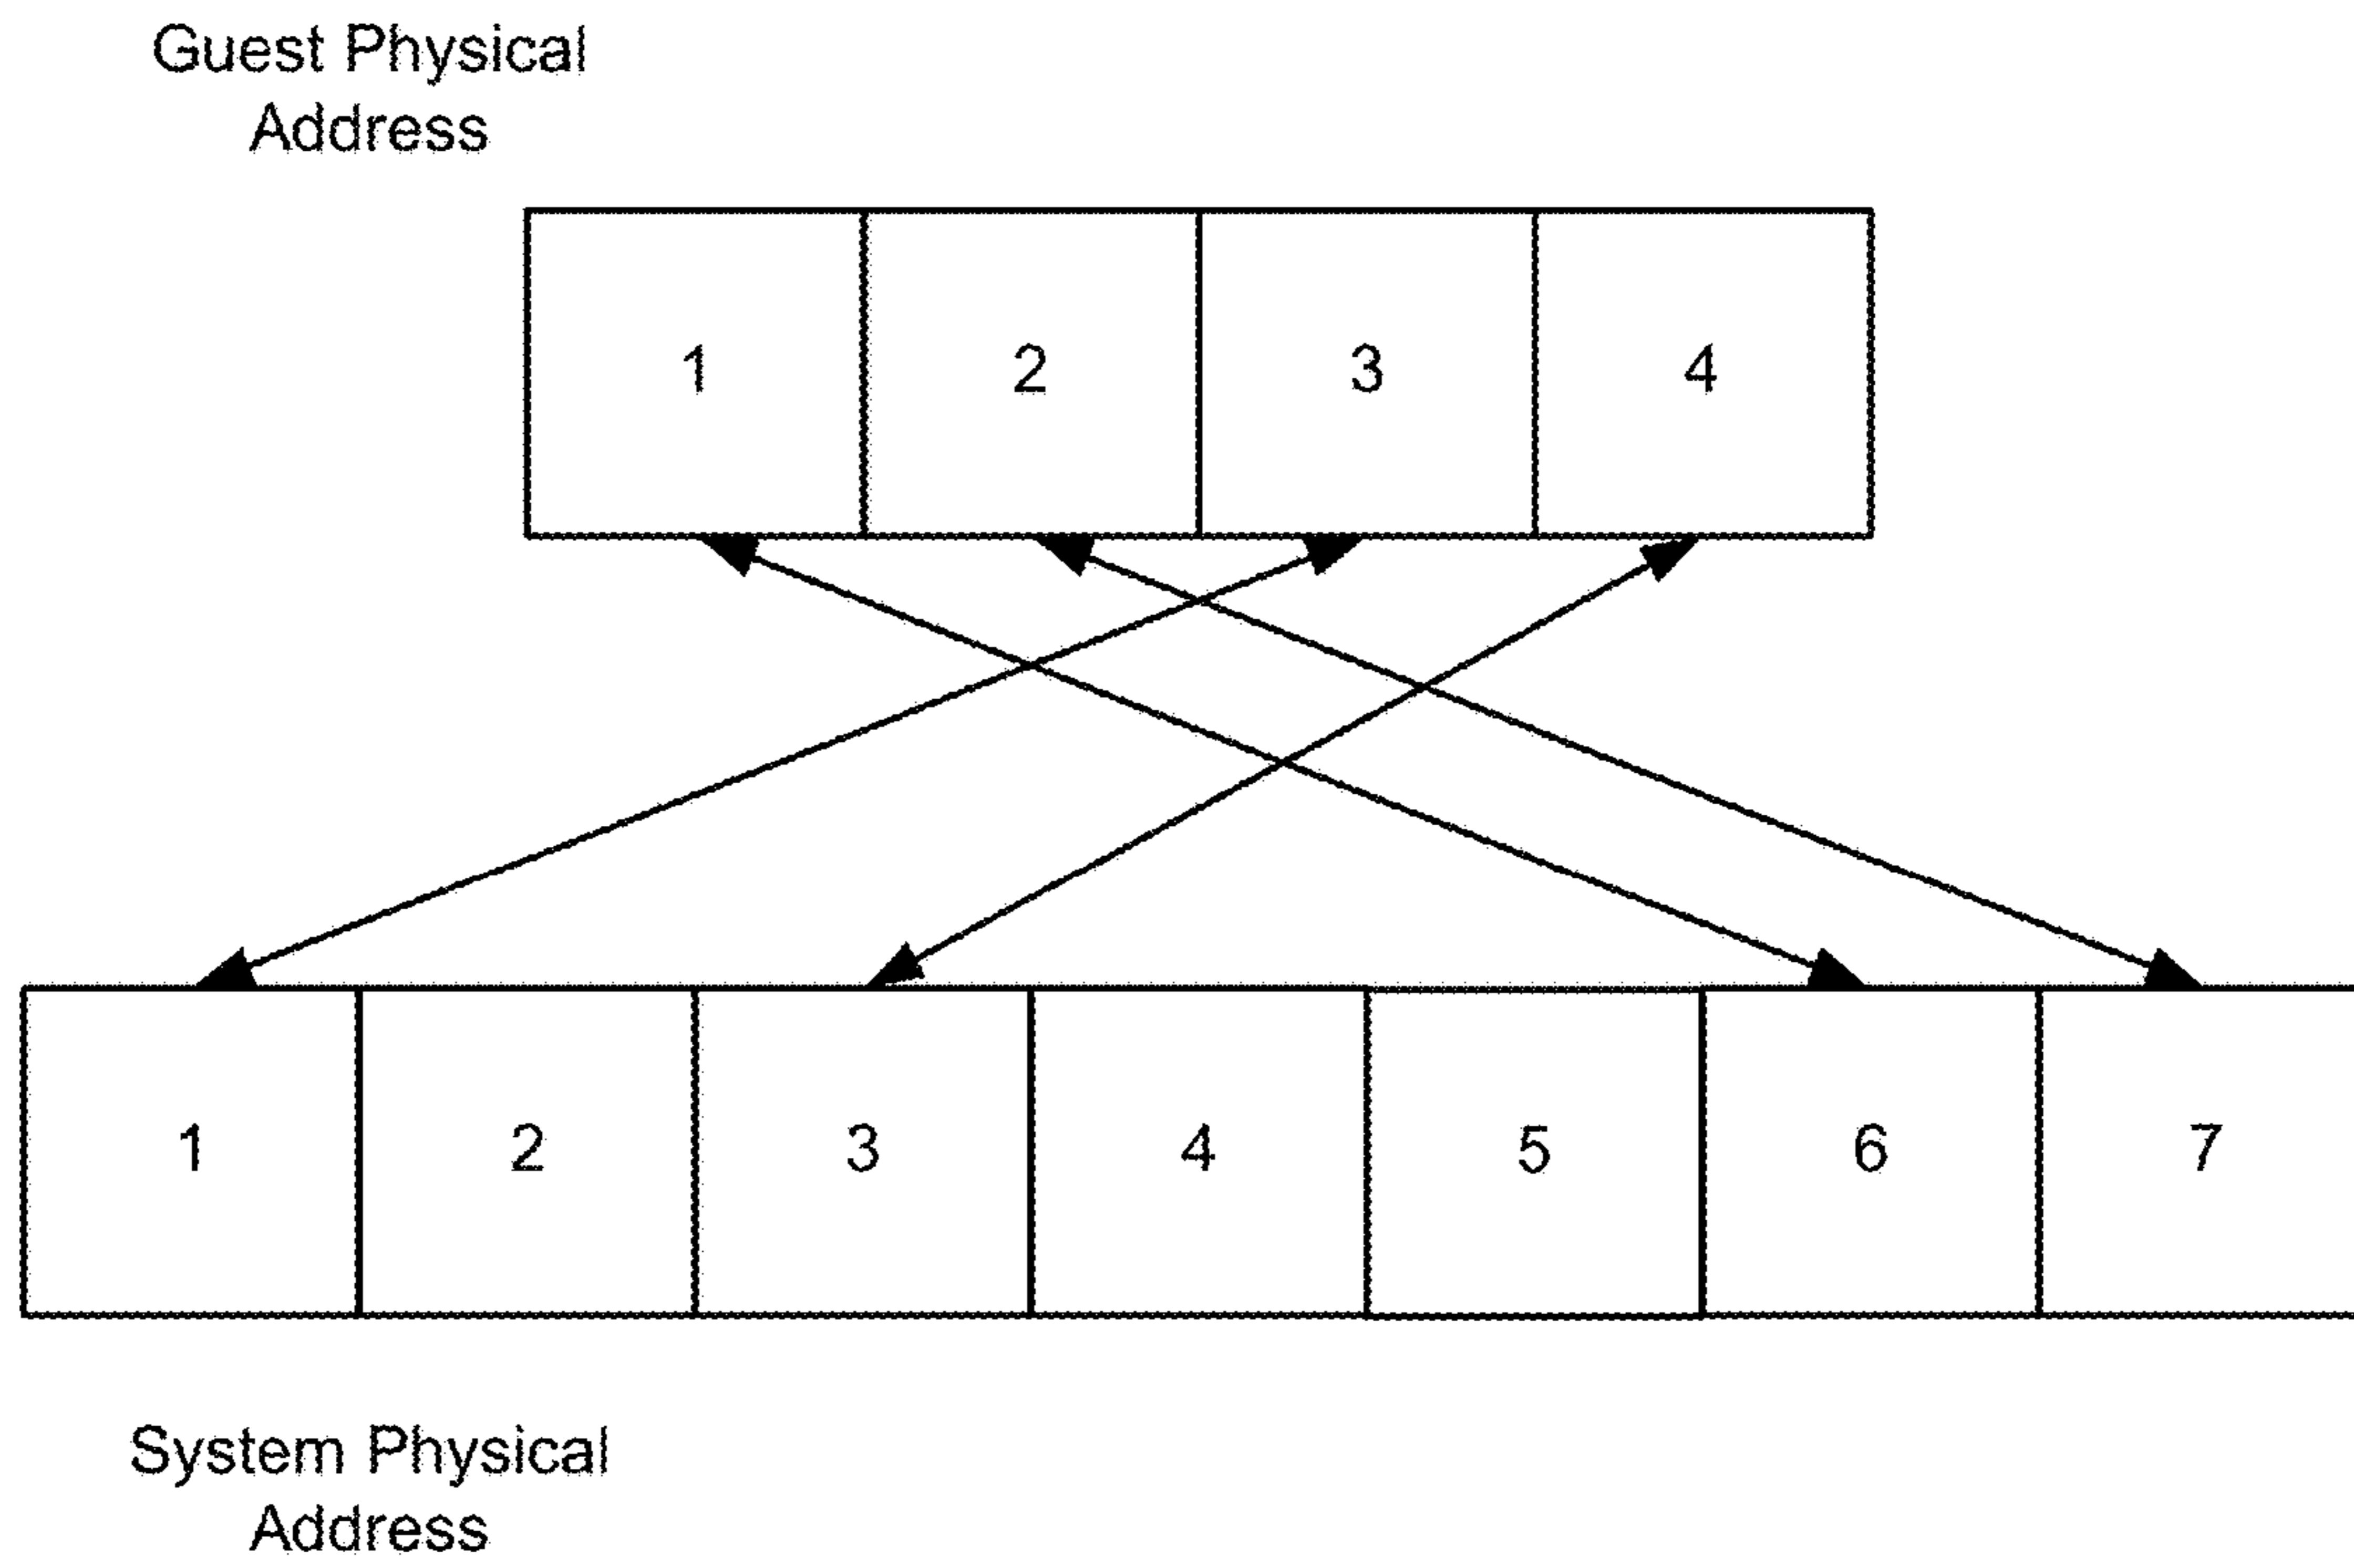 Guest Physical
Address
1 2 3 4
1 2 3 4 5 6 7
System Physical
Address